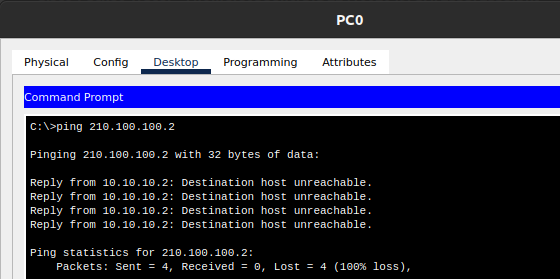 PC0
Physical Config Desktop Programming Attributes
Command Prompt
C:\>ping 210.100.100.2
Pinging 210.100.100.2 with 32 bytes of data:
Reply from 10.10.10.2: Destination host unreachable.
Reply from 10.10.10.2: Destination host unreachable.
Reply from 10.10.10.2: Destination host unreachable.
Reply from 10.10.10.2: Destination host unreachable.
Ping statistics for 210.100.100.2:
Packets: Sent = 4, Received = 0, Lost = 4 (100% loss),